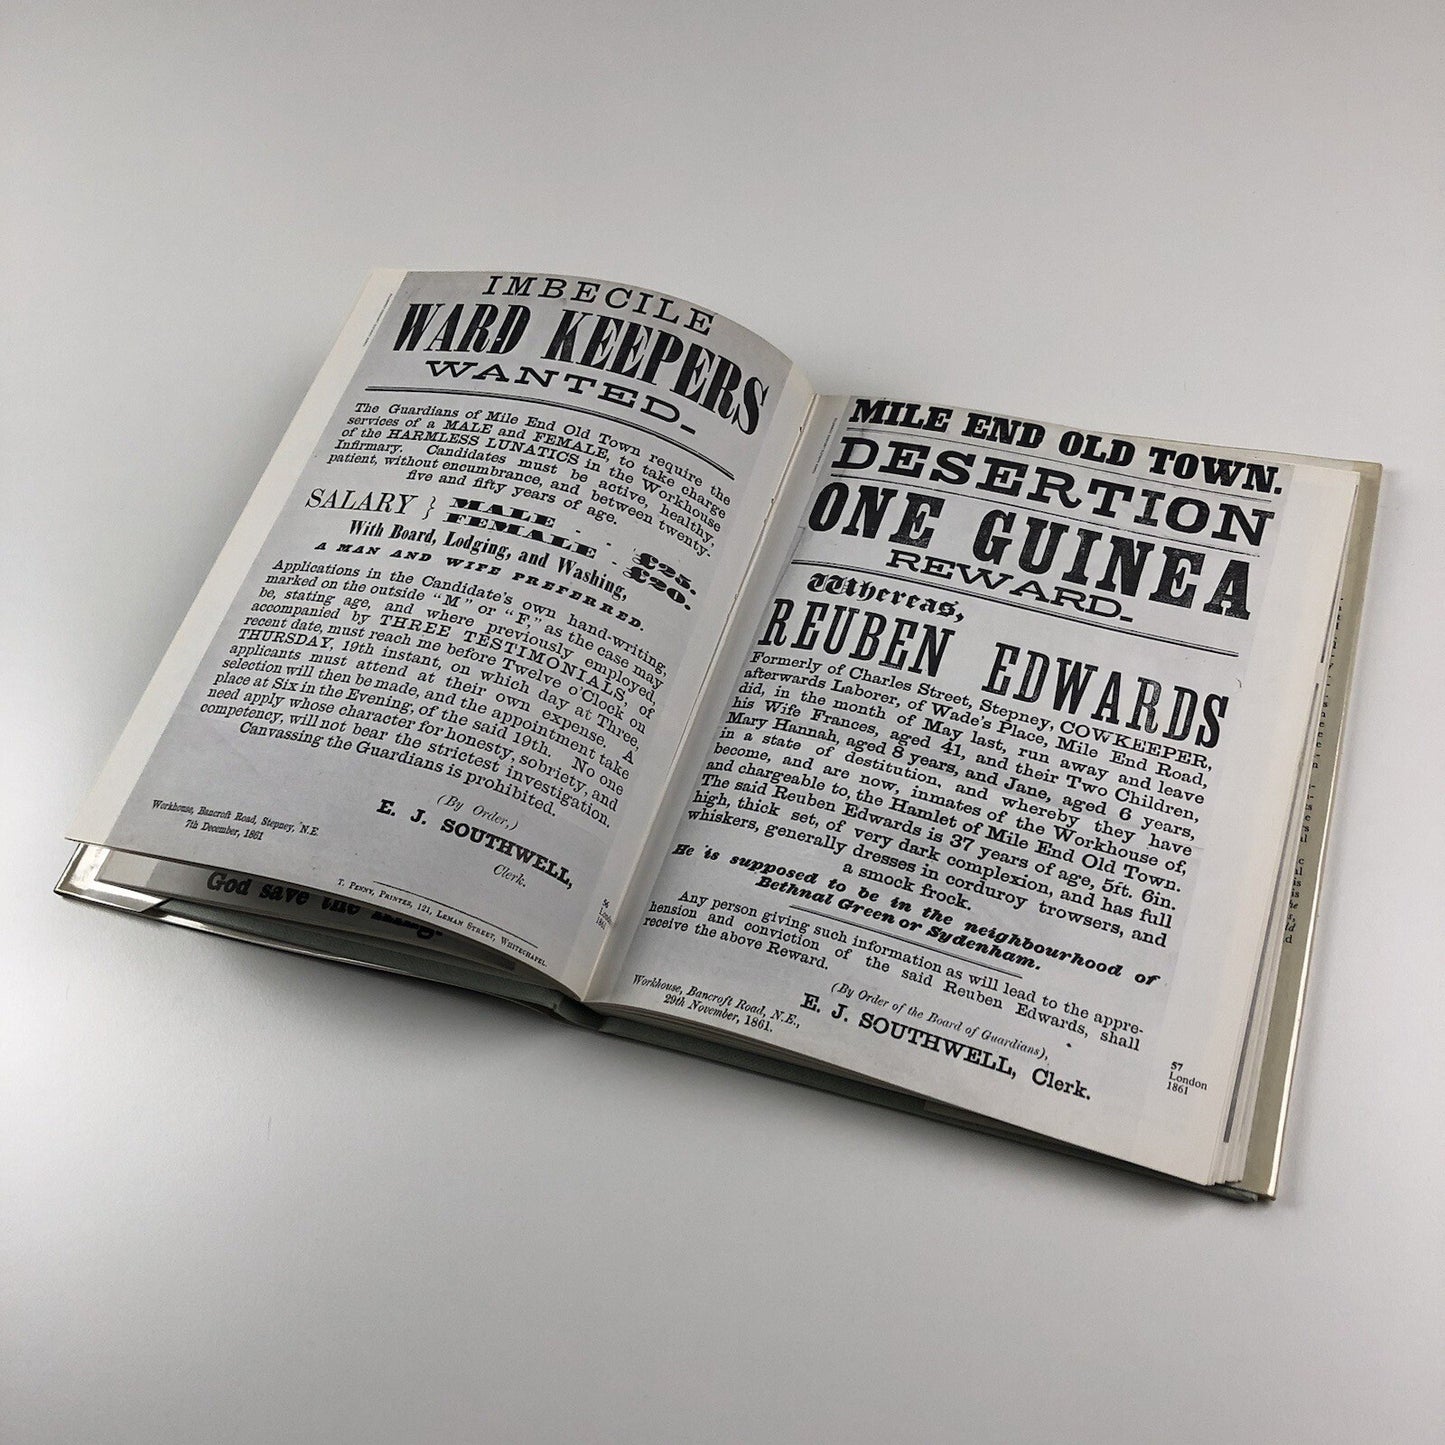 IMBECILE
WARD KEEPERS
WANTED.
The Guardians of Mile End Old Town require the
services of a MALE and FEMALE, to take charge
of the HARMLESS LUNATICS in the Workhouse
Infirmary. Candidates must be active, healthy,
patient, without encumbrance, and between twenty-
five and fifty years of age.
SALARY } MALE - - £25.
FEMALE - £20.
With Board, Lodging, and Washing,
A MAN AND WIFE PREFERRED.
Applications in the Candidate's own hand-writing,
marked on the outside "M" or "F," as the case may
be, stating age, and where previously employed,
accompanied by THREE TESTIMONIALS, of
recent date, must reach me before Twelve o'Clock on
THURSDAY, 19th instant, on which day at Three,
applicants must attend at their own expense. A
selection will then be made, and the appointment take
place at Six in the Evening, of the said 19th. No one
need apply whose character for honesty, sobriety, and
competency, will not bear the strictest investigation.
Canvassing the Guardians is prohibited.
(By Order,)
E. J. SOUTHWELL,
Clerk.
Workhouse, Bancroft Road, Stepney, N.E.
7th December, 1861
T. PENNY, PRINTER, 121, LEMAN STREET, WHITECHAPEL.
56
London
1861
God save the King.
MILE END OLD TOWN.
DESERTION
ONE GUINEA
REWARD.
Whereas,
REUBEN EDWARDS
Formerly of Charles Street, Stepney, COWKEEPER,
afterwards Laborer, of Wade's Place, Mile End Road,
did, in the month of May last, run away and leave
his Wife Frances, aged 41, and their Two Children,
Mary Hannah, aged 8 years, and Jane, aged 6 years,
in a state of destitution, and whereby they have
become, and are now, inmates of the Workhouse of,
and chargeable to, the Hamlet of Mile End Old Town.
The said Reuben Edwards is 37 years of age, 5ft. 6in.
high, thick set, of very dark complexion, and has full
whiskers, generally dresses in corduroy trowsers, and
a smock frock.
He is supposed to be in the neighbourhood of
Bethnal Green or Sydenham.
Any person giving such information as will lead to the appre-
hension and conviction of the said Reuben Edwards, shall
receive the above Reward.
(By Order of the Board of Guardians),
E. J. SOUTHWELL, Clerk.
Workhouse, Bancroft Road, N.E.,
29th November, 1861.
57
London
1861